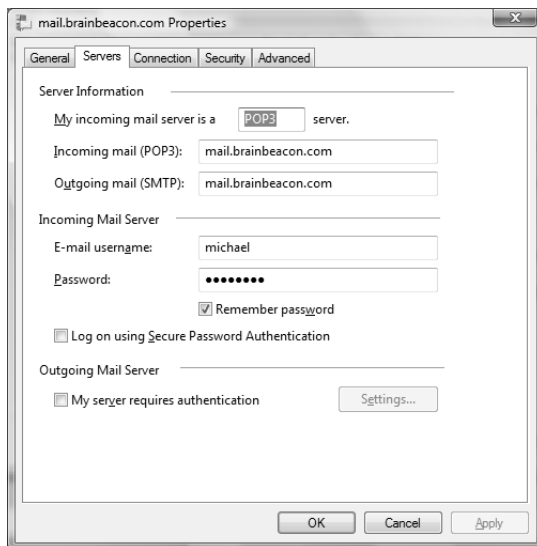 mail.brainbeacon.com Properties
X
General Servers Connection Security Advanced
Server Information
My incoming mail server is a POP3 server.
Incoming mail (POP3): mail.brainbeacon.com
Outgoing mail (SMTP): mail.brainbeacon.com
Incoming Mail Server
E-mail username: michael
Password: ●●●●●●●●
Remember password
Log on using Secure Password Authentication
Outgoing Mail Server
My server requires authentication Settings...
OK Cancel Apply